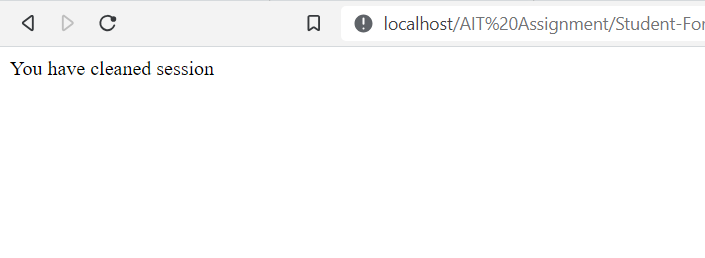 localhost/AIT%20Assignment/Student-For
You have cleaned session